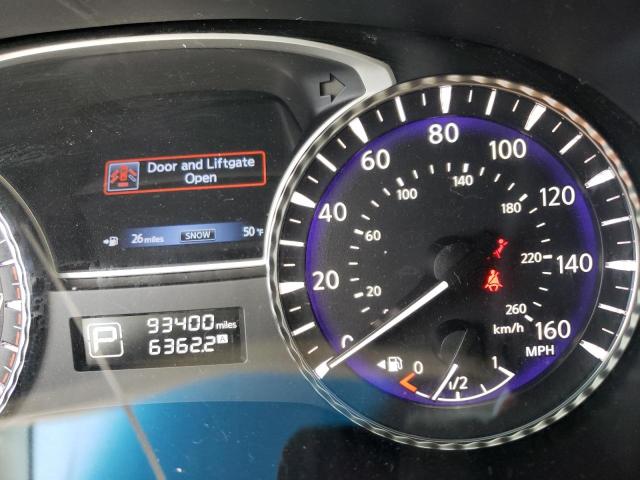 Door and Liftgate
Open
26 miles SNOW 50 °F
P
93400 miles
6362.2 A
0 20 40 60 80 100 120 140 160
MPH
20 60 100 140 180 220 260
km/h
0 1/2 1